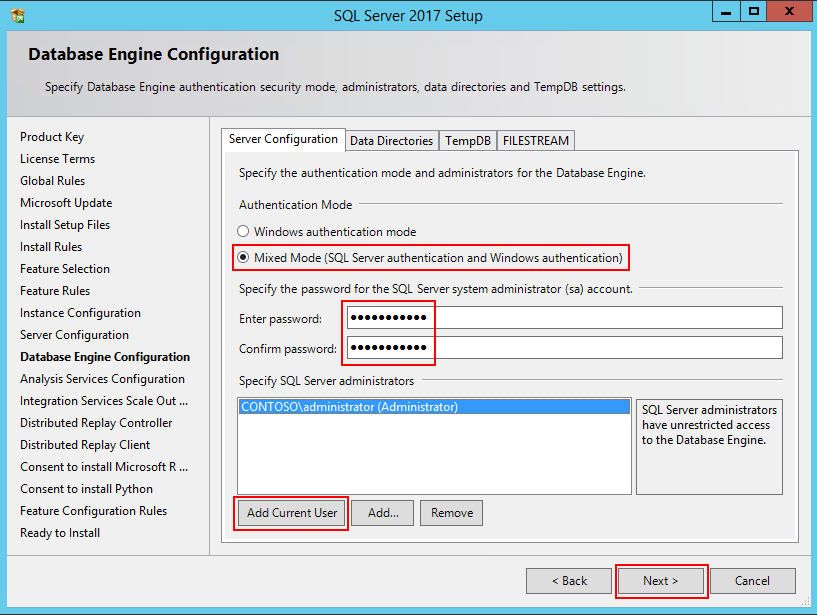 SQL Server 2017 Setup
Database Engine Configuration
Specify Database Engine authentication security mode, administrators, data directories and TempDB settings.
Product Key
License Terms
Global Rules
Microsoft Update
Install Setup Files
Install Rules
Feature Selection
Feature Rules
Instance Configuration
Server Configuration
Database Engine Configuration
Analysis Services Configuration
Integration Services Scale Out ...
Distributed Replay Controller
Distributed Replay Client
Consent to install Microsoft R ...
Consent to install Python
Feature Configuration Rules
Ready to Install
Server Configuration Data Directories TempDB FILESTREAM
Specify the authentication mode and administrators for the Database Engine.
Authentication Mode
Windows authentication mode
Mixed Mode (SQL Server authentication and Windows authentication)
Specify the password for the SQL Server system administrator (sa) account.
Enter password: ●●●●●●●●●●●
Confirm password: ●●●●●●●●●●●
Specify SQL Server administrators
CONTOSO\administrator (Administrator)
SQL Server administrators
have unrestricted access
to the Database Engine.
Add Current User Add... Remove
< Back Next > Cancel